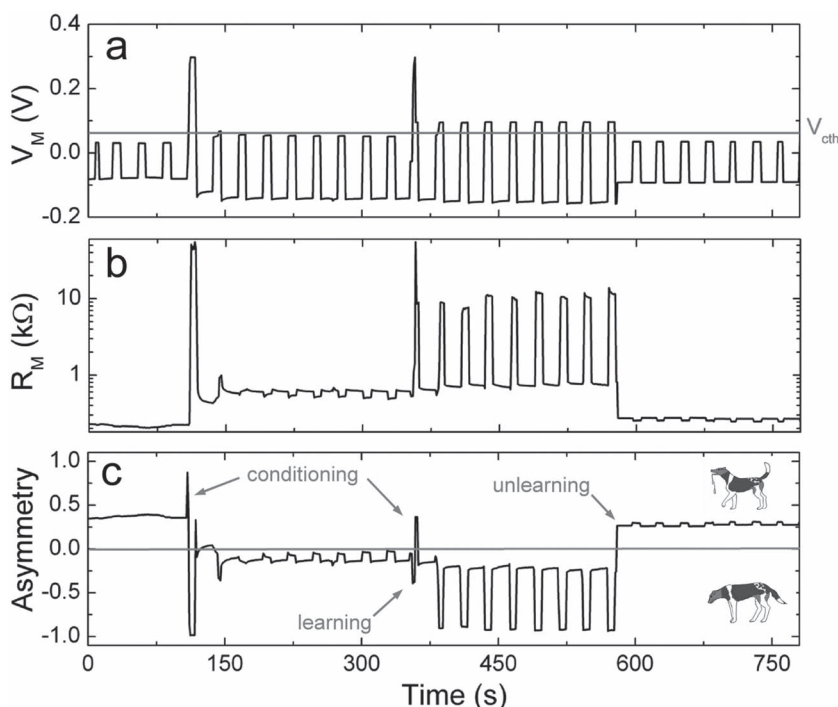 a
0.4
0.2
0.0
-0.2
V_M (V)
V_cth
b
10
1
R_M (kΩ)
c
1.0
0.5
0.0
-0.5
-1.0
Asymmetry
conditioning
unlearning
learning
0 150 300 450 600 750
Time (s)